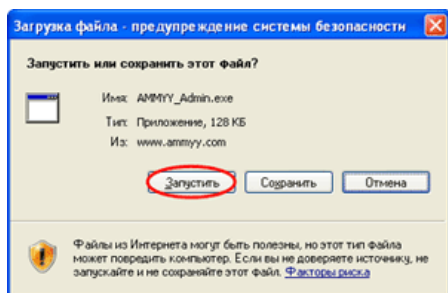 Загрузка файла - предупреждение системы безопасности
Запустить или сохранить этот файл?
Имя: AMMYY_Admin.exe
Тип: Приложение, 128 КБ
Из: www.ammyy.com
Запустить Сохранить Отмена
Файлы из Интернета могут быть полезны, но этот тип файла
может повредить компьютер. Если вы не доверяете источнику, не
запускайте и не сохраняйте этот файл. Факторы риска